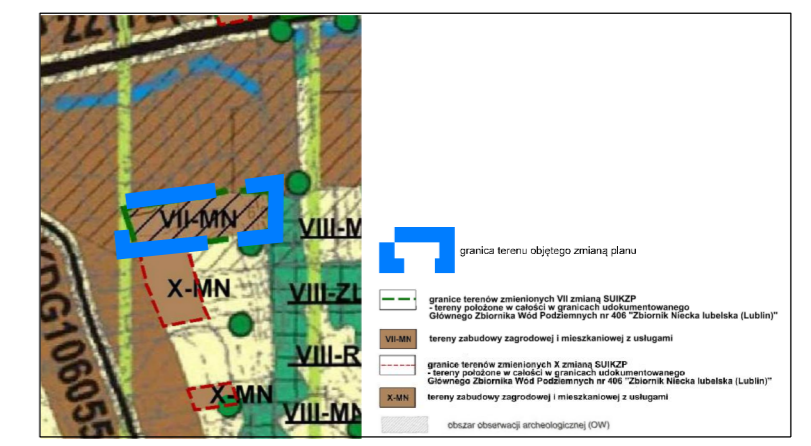 VII-MN
VIII-M
X-MN
VIII-ZL
VIII-R
X-MN
VIII-MN
KDG106055
granica terenu objętego zmianą planu
granice terenów zmienionych VII zmianą SUIKZP
- tereny położone w całości w granicach udokumentowanego
Głównego Zbiornika Wód Podziemnych nr 406 "Zbiornik Niecka lubelska (Lublin)"
VII-MN tereny zabudowy zagrodowej i mieszkaniowej z usługami
granice terenów zmienionych X zmianą SUIKZP
- tereny położone w całości w granicach udokumentowanego
Głównego Zbiornika Wód Podziemnych nr 406 "Zbiornik Niecka lubelska (Lublin)"
X-MN tereny zabudowy zagrodowej i mieszkaniowej z usługami
obszar obserwacji archeologicznej (OW)